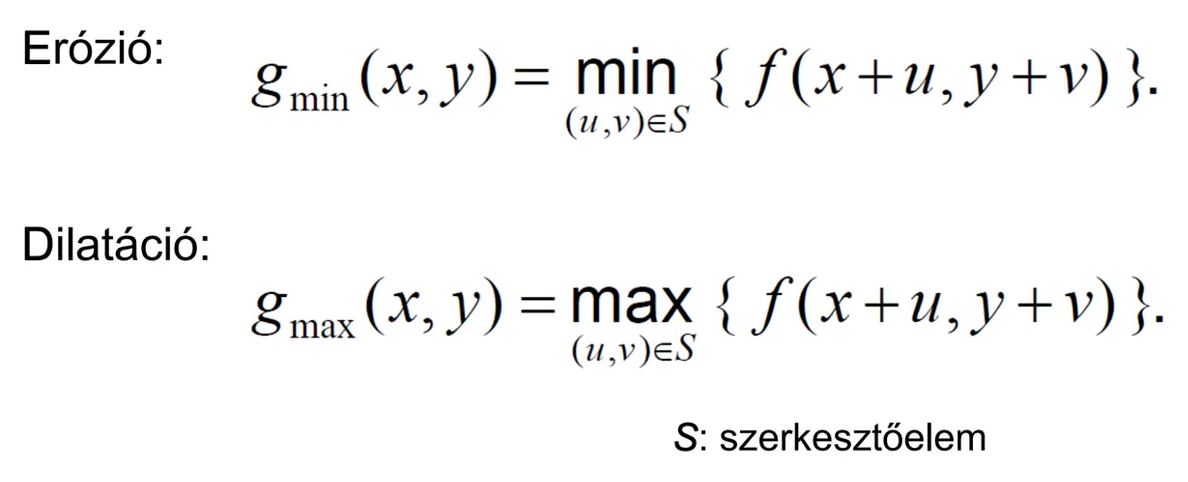 Erózió:
g_min(x, y) = min_{(u,v)∈S} { f(x+u, y+v) }.
Dilatáció:
g_max(x, y) = max_{(u,v)∈S} { f(x+u, y+v) }.
S: szerkesztőelem